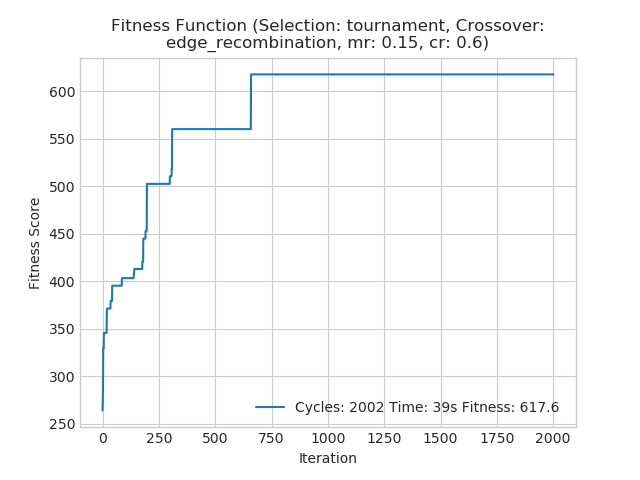 Fitness Function (Selection: tournament, Crossover:
edge_recombination, mr: 0.15, cr: 0.6)
600
550
500
450
400
350
300
250
Fitness Score
Cycles: 2002 Time: 39s Fitness: 617.6
0 250 500 750 1000 1250 1500 1750 2000
Iteration